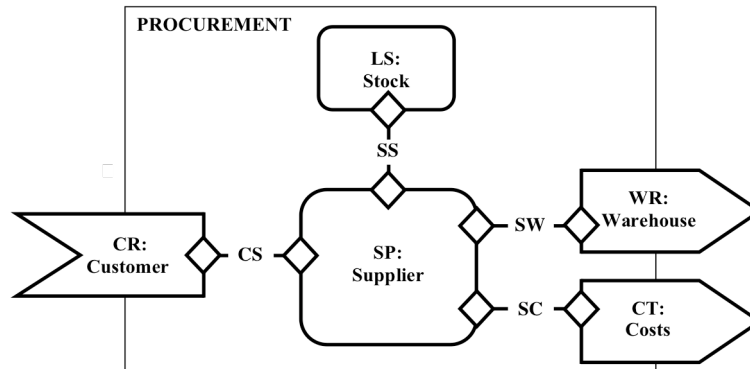 PROCUREMENT
LS:
Stock
SS
CR:
Customer
CS
SP:
Supplier
SW
WR:
Warehouse
SC
CT:
Costs